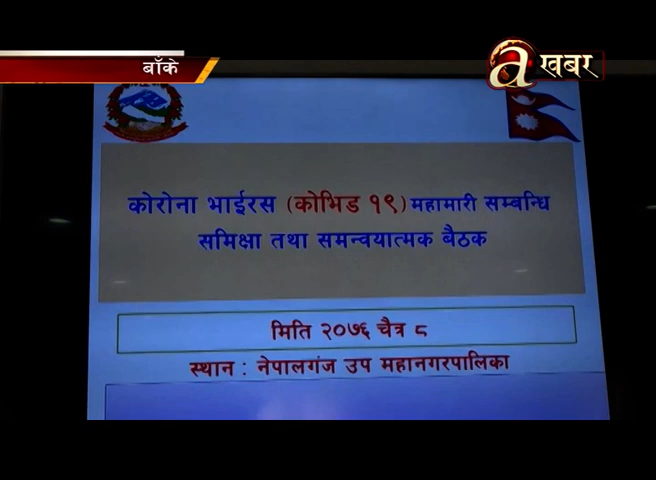 बाँके
a खबर
कोरोना भाईरस (कोभिड १९) महामारी सम्बन्धि
समिक्षा तथा समन्वयात्मक बैठक
मिति २०७६ चैत्र ८
स्थान : नेपालगंज उप महानगरपालिका